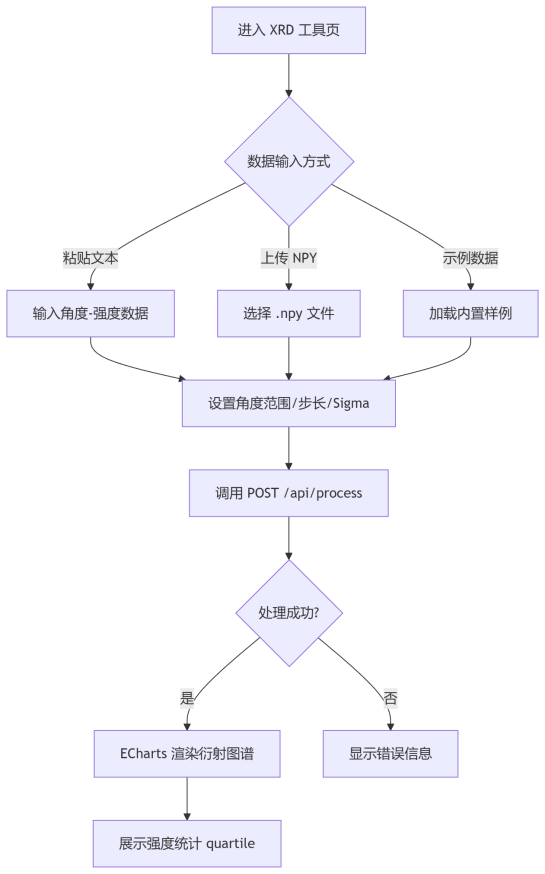 进入 XRD 工具页
数据输入方式
粘贴文本
上传 NPY
示例数据
输入角度-强度数据
选择 .npy 文件
加载内置样例
设置角度范围/步长/Sigma
调用 POST /api/process
处理成功?
是
否
ECharts 渲染衍射图谱
显示错误信息
展示强度统计 quartile